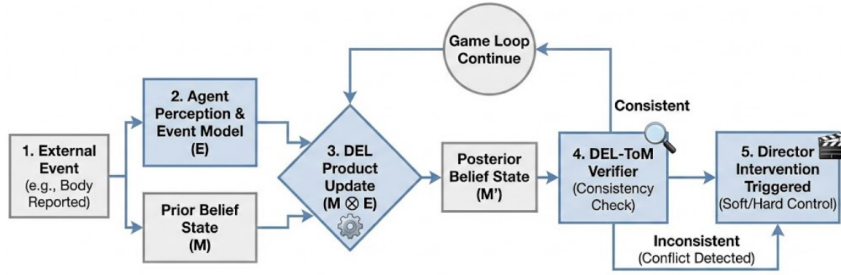 Game Loop
Continue
2. Agent
Perception &
Event Model
(E)
Consistent
1. External
Event
(e.g., Body
Reported)
3. DEL
Product
Update
(M ⊗ E)
Posterior
Belief State
(M')
4. DEL-ToM
Verifier
(Consistency
Check)
5. Director
Intervention
Triggered
(Soft/Hard Control)
Prior Belief
State
(M)
Inconsistent
(Conflict Detected)